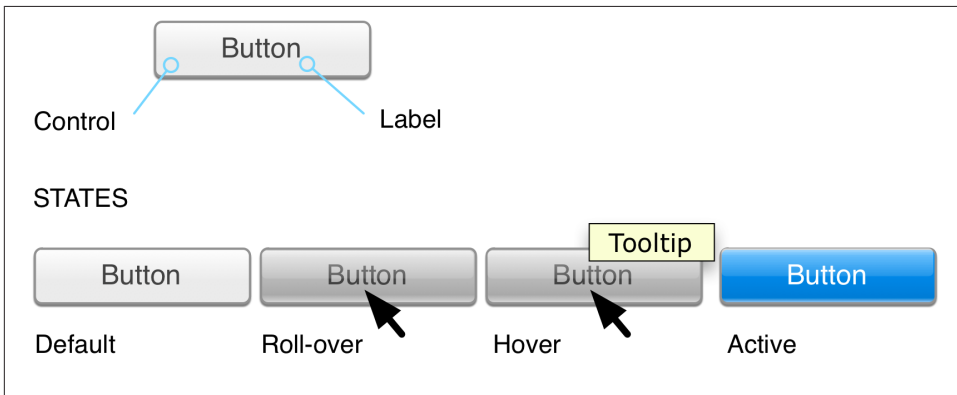 Button
Control
Label
STATES
Tooltip
Button
Button
Button
Button
Default
Roll-over
Hover
Active